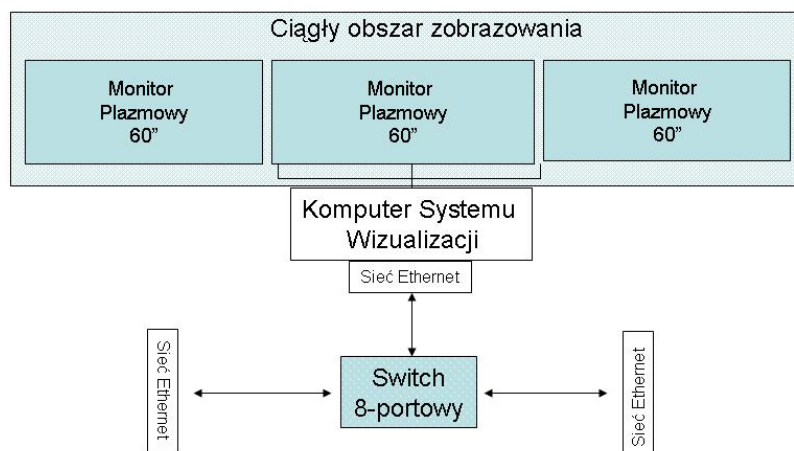 Ciągły obszar zobrazowania
Monitor
Plazmowy
60"
Monitor
Plazmowy
60"
Monitor
Plazmowy
60"
Komputer Systemu
Wizualizacji
Sieć Ethernet
Sieć Ethernet
Switch
8-portowy
Sieć Ethernet